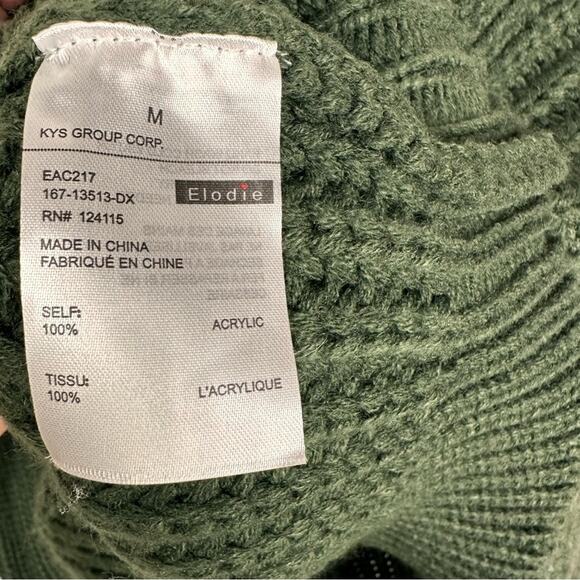 M
KYS GROUP CORP.
EAC217
167-13513-DX
Elodie
RN# 124115
MADE IN CHINA
FABRIQUÉ EN CHINE
SELF:
100% ACRYLIC
TISSU:
100% L'ACRYLIQUE